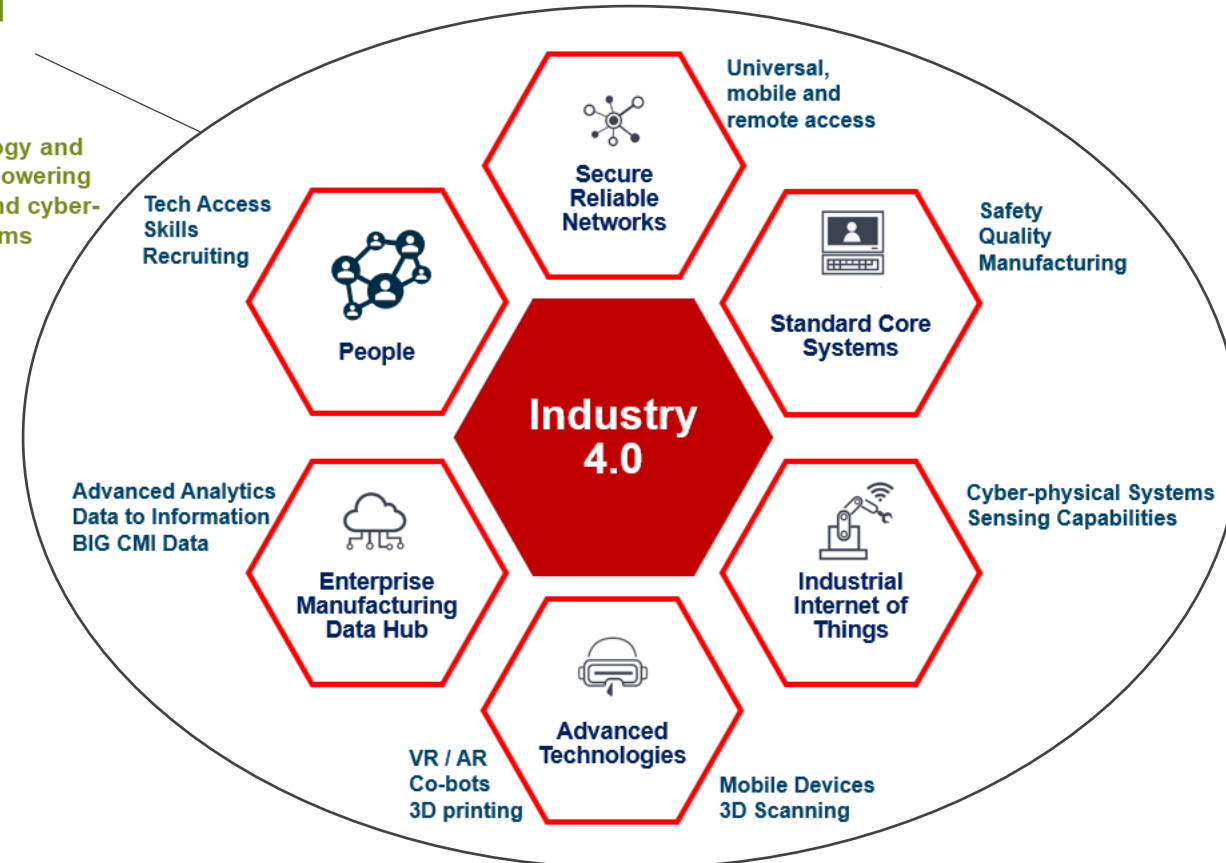 Universal,
mobile and
remote access
Secure
Reliable
Networks
and
Tech Access
Skills
Recruiting
People
Safety
Quality
Manufacturing
Standard Core
Systems
Industry
4.0
Advanced Analytics
Data to Information
BIG CMI Data
Enterprise
Manufacturing
Data Hub
Cyber-physical Systems
Sensing Capabilities
Industrial
Internet of
Things
Advanced
Technologies
VR / AR
Co-bots
3D printing
Mobile Devices
3D Scanning